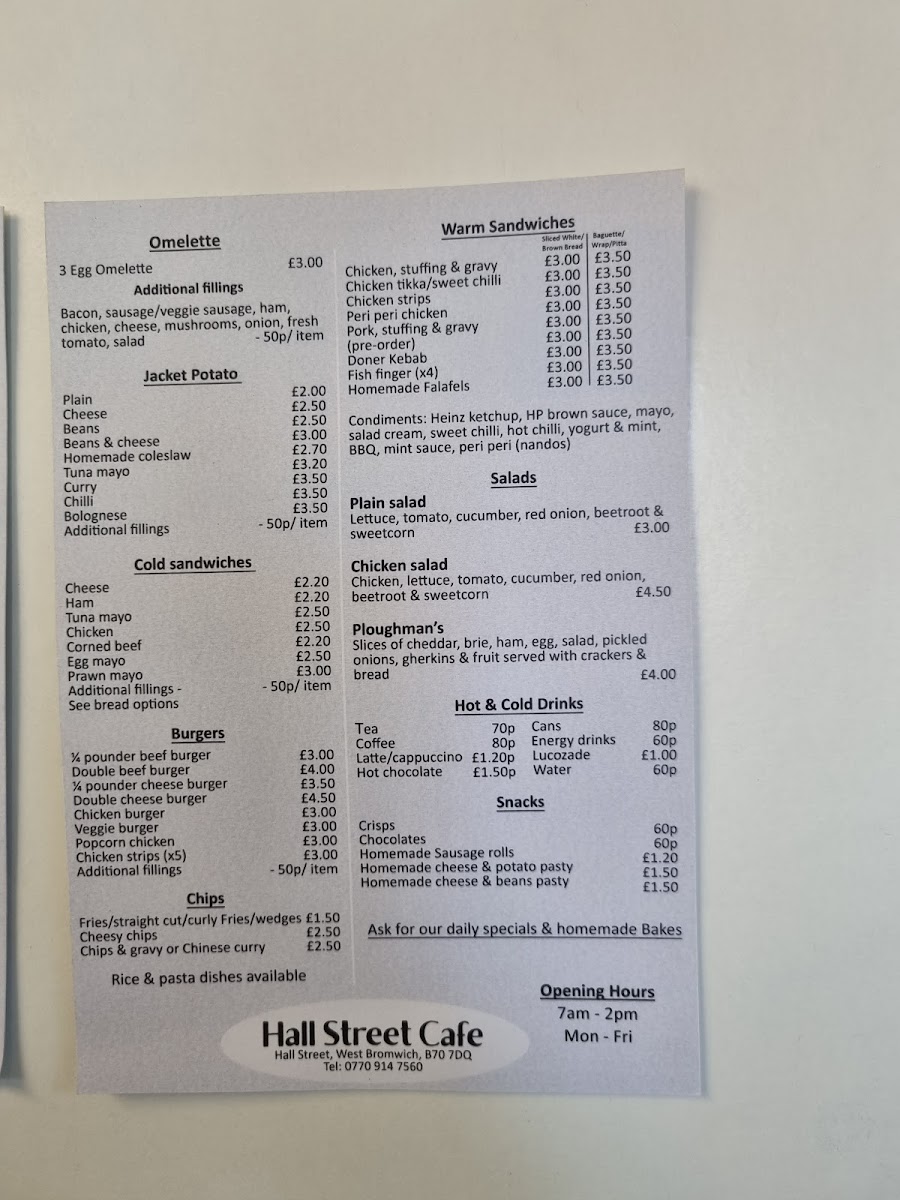 Omelette
3 Egg Omelette £3.00
Additional fillings
Bacon, sausage/veggie sausage, ham,
chicken, cheese, mushrooms, onion, fresh
tomato, salad - 50p/ item
Jacket Potato
Plain £2.00
Cheese £2.50
Beans £2.50
Beans & cheese £3.00
Homemade coleslaw £2.70
Tuna mayo £3.20
Curry £3.50
Chilli £3.50
Bolognese £3.50
Additional fillings - 50p/ item
Cold sandwiches
Cheese £2.20
Ham £2.20
Tuna mayo £2.50
Chicken £2.50
Corned beef £2.20
Egg mayo £2.50
Prawn mayo £3.00
Additional fillings - - 50p/ item
See bread options
Burgers
¼ pounder beef burger £3.00
Double beef burger £4.00
¼ pounder cheese burger £3.50
Double cheese burger £4.50
Chicken burger £3.00
Veggie burger £3.00
Popcorn chicken £3.00
Chicken strips (x5) £3.00
Additional fillings - 50p/ item
Chips
Fries/straight cut/curly Fries/wedges £1.50
Cheesy chips £2.50
Chips & gravy or Chinese curry £2.50
Rice & pasta dishes available
Warm Sandwiches
Sliced White/ Baguette/
Brown Bread Wrap/Pitta
Chicken, stuffing & gravy £3.00 £3.50
Chicken tikka/sweet chilli £3.00 £3.50
Chicken strips £3.00 £3.50
Peri peri chicken £3.00 £3.50
Pork, stuffing & gravy £3.00 £3.50
(pre-order) £3.00 £3.50
Doner Kebab £3.00 £3.50
Fish finger (x4) £3.00 £3.50
Homemade Falafels £3.00 £3.50
Condiments: Heinz ketchup, HP brown sauce, mayo,
salad cream, sweet chilli, hot chilli, yogurt & mint,
BBQ, mint sauce, peri peri (nandos)
Salads
Plain salad
Lettuce, tomato, cucumber, red onion, beetroot &
sweetcorn £3.00
Chicken salad
Chicken, lettuce, tomato, cucumber, red onion,
beetroot & sweetcorn £4.50
Ploughman's
Slices of cheddar, brie, ham, egg, salad, pickled
onions, gherkins & fruit served with crackers &
bread £4.00
Hot & Cold Drinks
Tea 70p Cans 80p
Coffee 80p Energy drinks 60p
Latte/cappuccino £1.20p Lucozade £1.00
Hot chocolate £1.50p Water 60p
Snacks
Crisps 60p
Chocolates 60p
Homemade Sausage rolls £1.20
Homemade cheese & potato pasty £1.50
Homemade cheese & beans pasty £1.50
Ask for our daily specials & homemade Bakes
Opening Hours
7am - 2pm
Mon - Fri
Hall Street Cafe
Hall Street, West Bromwich, B70 7DQ
Tel: 0770 914 7560